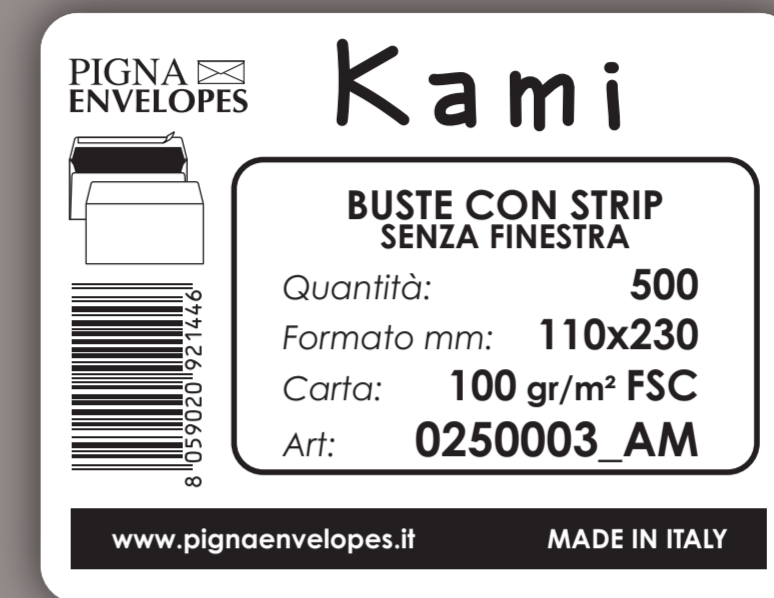 PIGNA
ENVELOPES
Kami
BUSTE CON STRIP
SENZA FINESTRA
Quantità: 500
Formato mm: 110x230
Carta: 100 gr/m² FSC
Art: 0250003_AM
8 059020 921446
www.pignaenvelopes.it MADE IN ITALY